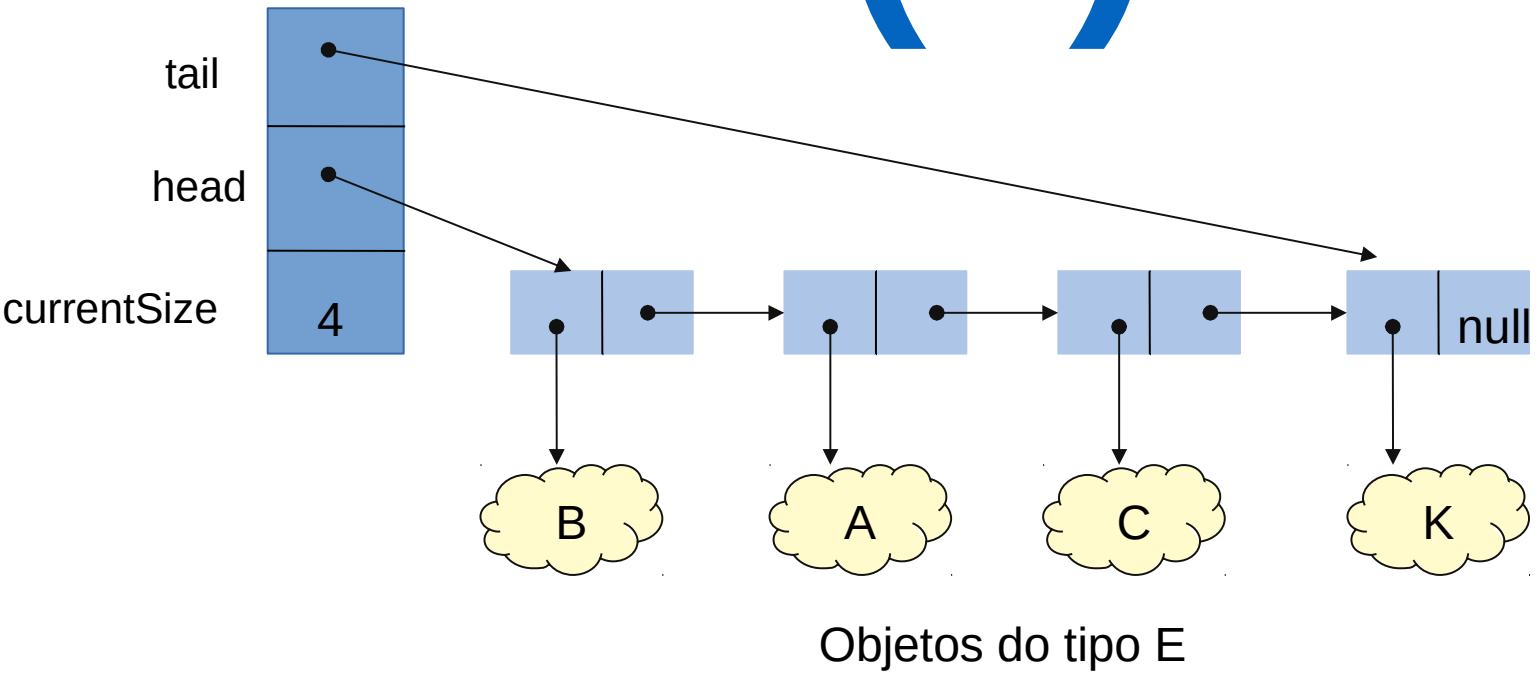 tail
head
currentSize
4
null
B
A
C
K
Objetos do tipo E